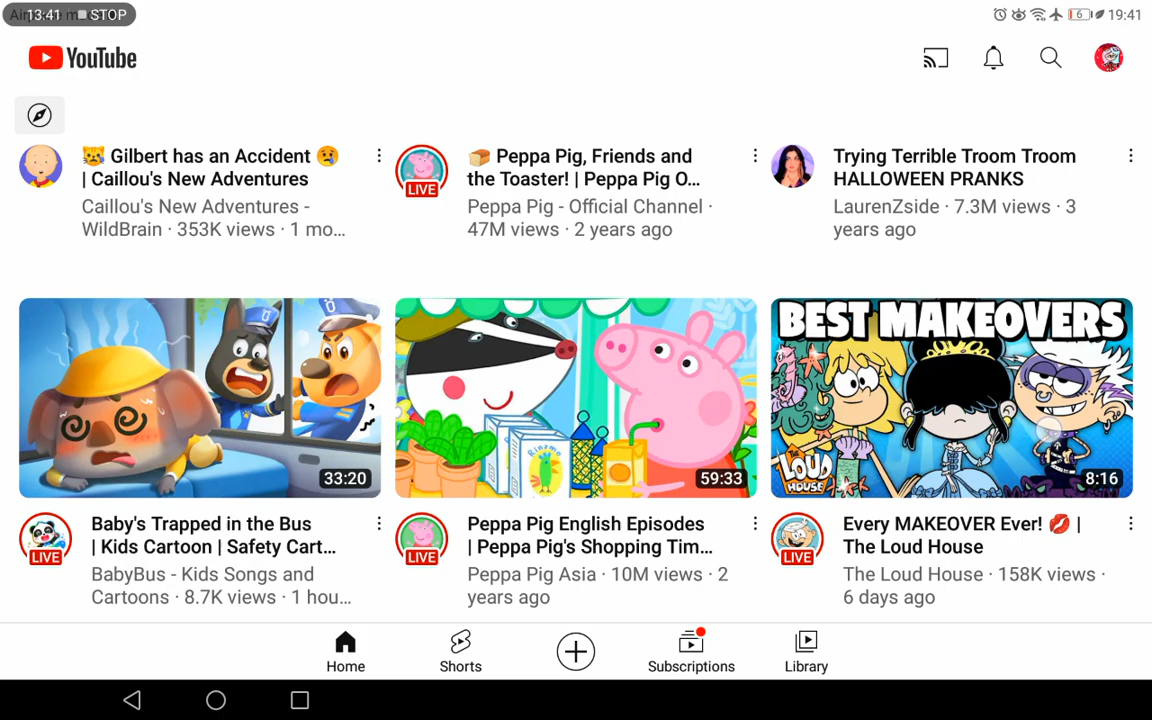 13:41 STOP
6 19:41
YouTube
😿 Gilbert has an Accident 😢
| Caillou's New Adventures
Caillou's New Adventures -
WildBrain · 353K views · 1 mo...
LIVE
🍞 Peppa Pig, Friends and
the Toaster! | Peppa Pig O...
Peppa Pig - Official Channel ·
47M views · 2 years ago
Trying Terrible Troom Troom
HALLOWEEN PRANKS
LaurenZside · 7.3M views · 3
years ago
33:20
Rinzmo
59:33
BEST MAKEOVERS
THE LOUD HOUSE
8:16
LIVE
Baby's Trapped in the Bus
| Kids Cartoon | Safety Cart...
BabyBus - Kids Songs and
Cartoons · 8.7K views · 1 hou...
LIVE
Peppa Pig English Episodes
| Peppa Pig's Shopping Tim...
Peppa Pig Asia · 10M views · 2
years ago
LIVE
Every MAKEOVER Ever! 💋 |
The Loud House
The Loud House · 158K views ·
6 days ago
Home
Shorts
Subscriptions
Library